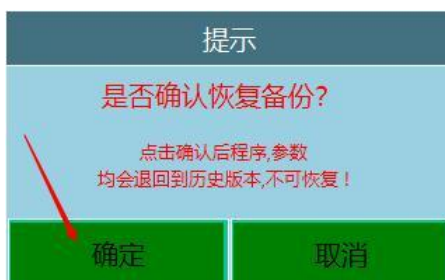 提示
是否确认恢复备份?
点击确认后程序,参数
均会退回到历史版本,不可恢复！
确定
取消